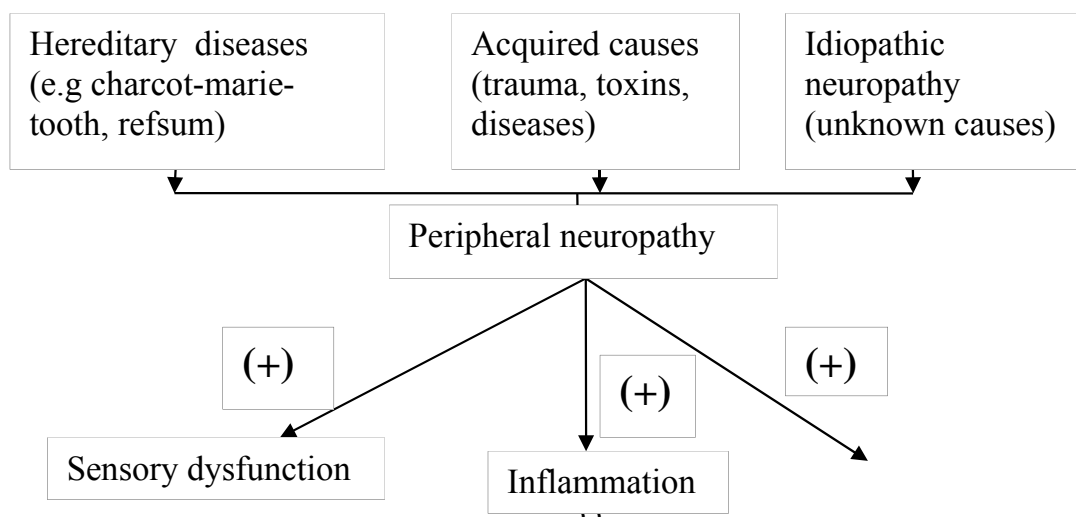 Hereditary diseases
(e.g charcot-marie-
tooth, refsum)
Acquired causes
(trauma, toxins,
diseases)
Idiopathic
neuropathy
(unknown causes)
Peripheral neuropathy
(+)
(+)
(+)
Sensory dysfunction
Inflammation